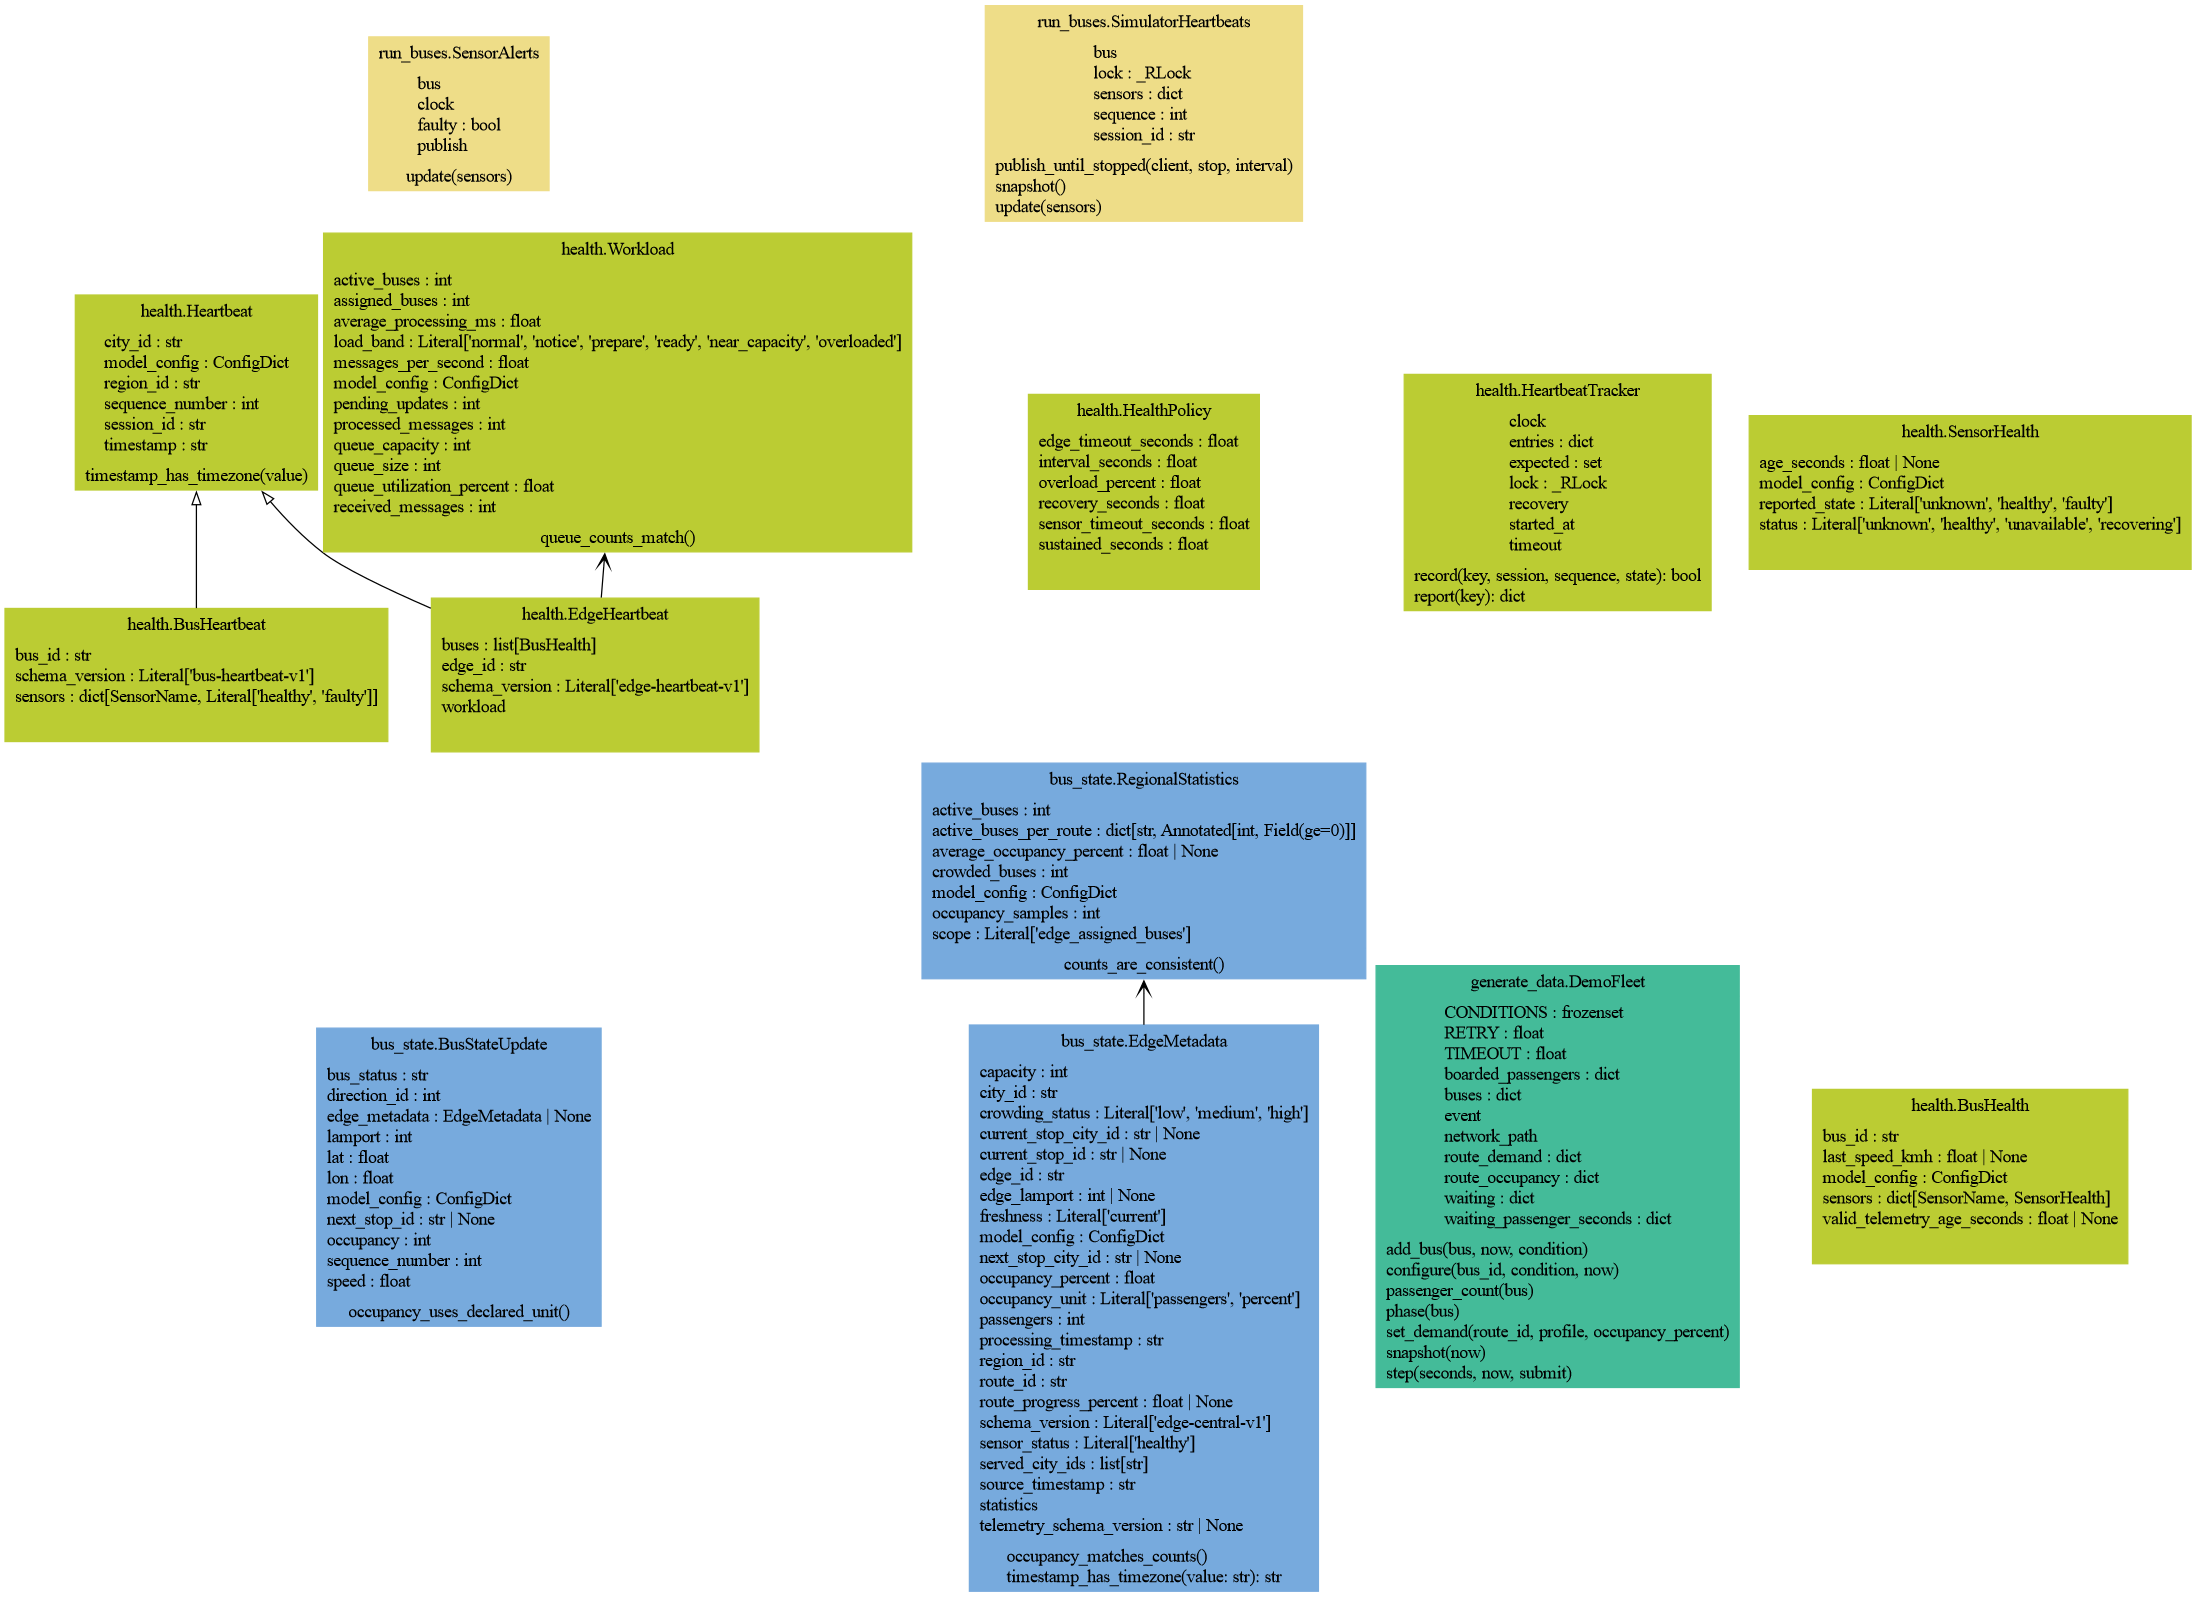 run_buses.SensorAlerts
bus
clock
faulty : bool
publish
update(sensors)
run_buses.SimulatorHeartbeats
bus
lock : _RLock
sensors : dict
sequence : int
session_id : str
publish_until_stopped(client, stop, interval)
snapshot()
update(sensors)
health.Heartbeat
city_id : str
model_config : ConfigDict
region_id : str
sequence_number : int
session_id : str
timestamp : str
timestamp_has_timezone(value)
health.Workload
active_buses : int
assigned_buses : int
average_processing_ms : float
load_band : Literal['normal', 'notice', 'prepare', 'ready', 'near_capacity', 'overloaded']
messages_per_second : float
model_config : ConfigDict
pending_updates : int
processed_messages : int
queue_capacity : int
queue_size : int
queue_utilization_percent : float
received_messages : int
queue_counts_match()
health.HealthPolicy
edge_timeout_seconds : float
interval_seconds : float
overload_percent : float
recovery_seconds : float
sensor_timeout_seconds : float
sustained_seconds : float
health.HeartbeatTracker
clock
entries : dict
expected : set
lock : _RLock
recovery
started_at
timeout
record(key, session, sequence, state): bool
report(key): dict
health.SensorHealth
age_seconds : float | None
model_config : ConfigDict
reported_state : Literal['unknown', 'healthy', 'faulty']
status : Literal['unknown', 'healthy', 'unavailable', 'recovering']
health.BusHeartbeat
bus_id : str
schema_version : Literal['bus-heartbeat-v1']
sensors : dict[SensorName, Literal['healthy', 'faulty']]
health.EdgeHeartbeat
buses : list[BusHealth]
edge_id : str
schema_version : Literal['edge-heartbeat-v1']
workload
bus_state.RegionalStatistics
active_buses : int
active_buses_per_route : dict[str, Annotated[int, Field(ge=0)]]
average_occupancy_percent : float | None
crowded_buses : int
model_config : ConfigDict
occupancy_samples : int
scope : Literal['edge_assigned_buses']
counts_are_consistent()
bus_state.BusStateUpdate
bus_status : str
direction_id : int
edge_metadata : EdgeMetadata | None
lamport : int
lat : float
lon : float
model_config : ConfigDict
next_stop_id : str | None
occupancy : int
sequence_number : int
speed : float
occupancy_uses_declared_unit()
bus_state.EdgeMetadata
capacity : int
city_id : str
crowding_status : Literal['low', 'medium', 'high']
current_stop_city_id : str | None
current_stop_id : str | None
edge_id : str
edge_lamport : int | None
freshness : Literal['current']
model_config : ConfigDict
next_stop_city_id : str | None
occupancy_percent : float
occupancy_unit : Literal['passengers', 'percent']
passengers : int
processing_timestamp : str
region_id : str
route_id : str
route_progress_percent : float | None
schema_version : Literal['edge-central-v1']
sensor_status : Literal['healthy']
served_city_ids : list[str]
source_timestamp : str
statistics
telemetry_schema_version : str | None
occupancy_matches_counts()
timestamp_has_timezone(value: str): str
generate_data.DemoFleet
CONDITIONS : frozenset
RETRY : float
TIMEOUT : float
boarded_passengers : dict
buses : dict
event
network_path
route_demand : dict
route_occupancy : dict
waiting : dict
waiting_passenger_seconds : dict
add_bus(bus, now, condition)
configure(bus_id, condition, now)
passenger_count(bus)
phase(bus)
set_demand(route_id, profile, occupancy_percent)
snapshot(now)
step(seconds, now, submit)
health.BusHealth
bus_id : str
last_speed_kmh : float | None
model_config : ConfigDict
sensors : dict[SensorName, SensorHealth]
valid_telemetry_age_seconds : float | None